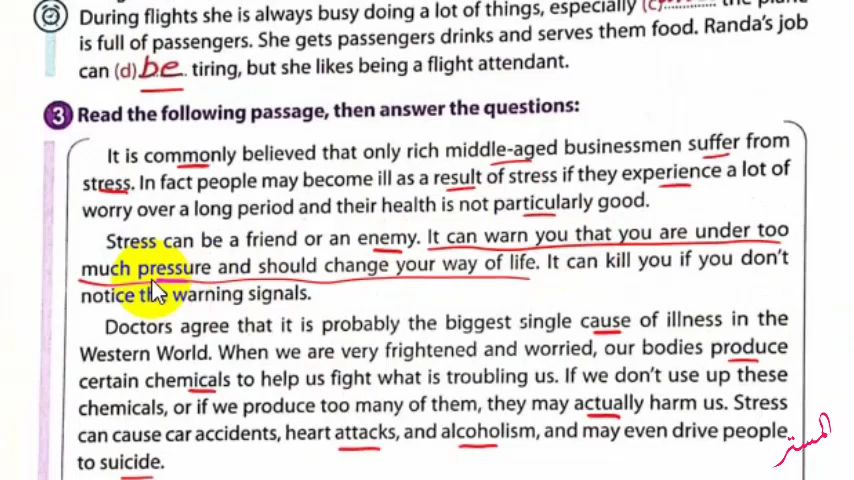 During flights she is always busy doing a lot of things, especially (c) ............ the plane
is full of passengers. She gets passengers drinks and serves them food. Randa's job
can (d) be tiring, but she likes being a flight attendant.
3 Read the following passage, then answer the questions:
It is commonly believed that only rich middle-aged businessmen suffer from
stress. In fact people may become ill as a result of stress if they experience a lot of
worry over a long period and their health is not particularly good.
Stress can be a friend or an enemy. It can warn you that you are under too
much pressure and should change your way of life. It can kill you if you don't
notice the warning signals.
Doctors agree that it is probably the biggest single cause of illness in the
Western World. When we are very frightened and worried, our bodies produce
certain chemicals to help us fight what is troubling us. If we don't use up these
chemicals, or if we produce too many of them, they may actually harm us. Stress
can cause car accidents, heart attacks, and alcoholism, and may even drive people
to suicide.
المستر